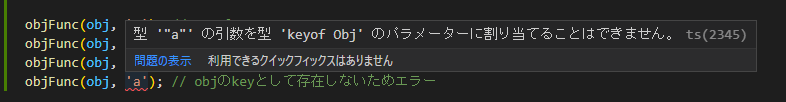 objFunc(obj,
型 '"a"' の引数を型 'keyof Obj' のパラメーターに割り当てることはできません。 ts(2345)
objFunc(obj,
objFunc(obj,
問題の表示 利用できるクイックフィックスはありません
objFunc(obj, 'a'); // objのkeyとして存在しないためエラー